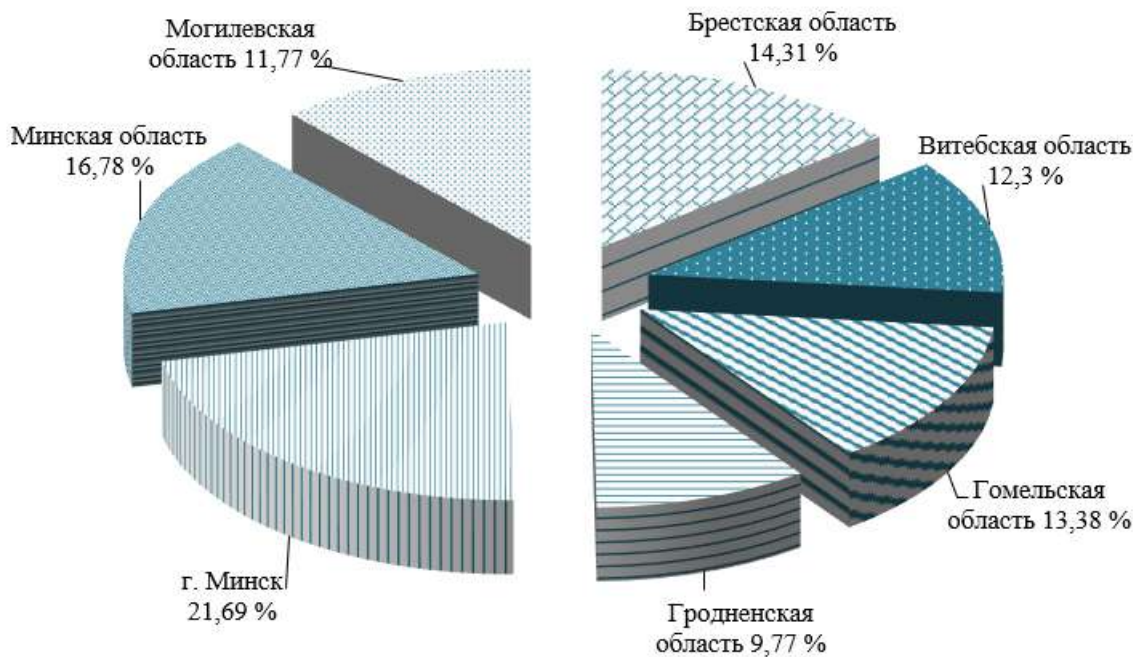 Могилевская
область 11,77 %
Брестская область
14,31 %
Минская область
16,78 %
Витебская область
12,3 %
Гомельская
область 13,38 %
г. Минск
21,69 %
Гродненская
область 9,77 %